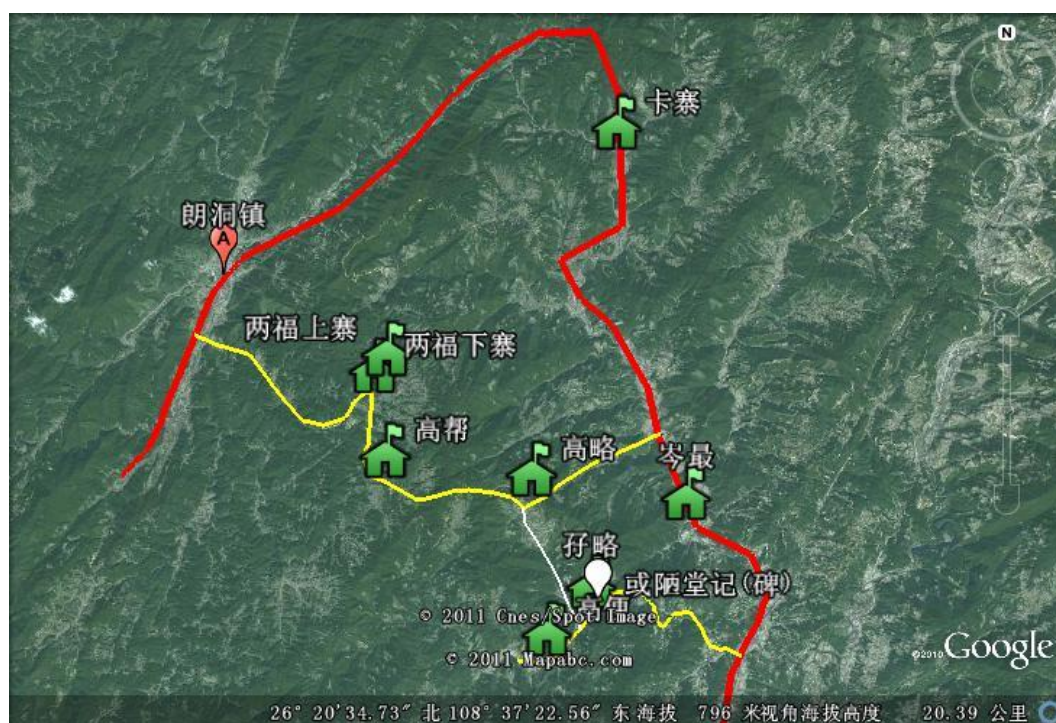 N
卡寨
朗洞镇
A
两福上寨
两福下寨
高帮
高略
岑最
孖略
或陋堂记(碑)
高便
© 2011 Cnes/Spot Image
© 2011 Mapabc.com
©2010 Google
26° 20'34.73" 北 108° 37'22.56" 东 海拔 796 米 视角海拔高度 20.39 公里